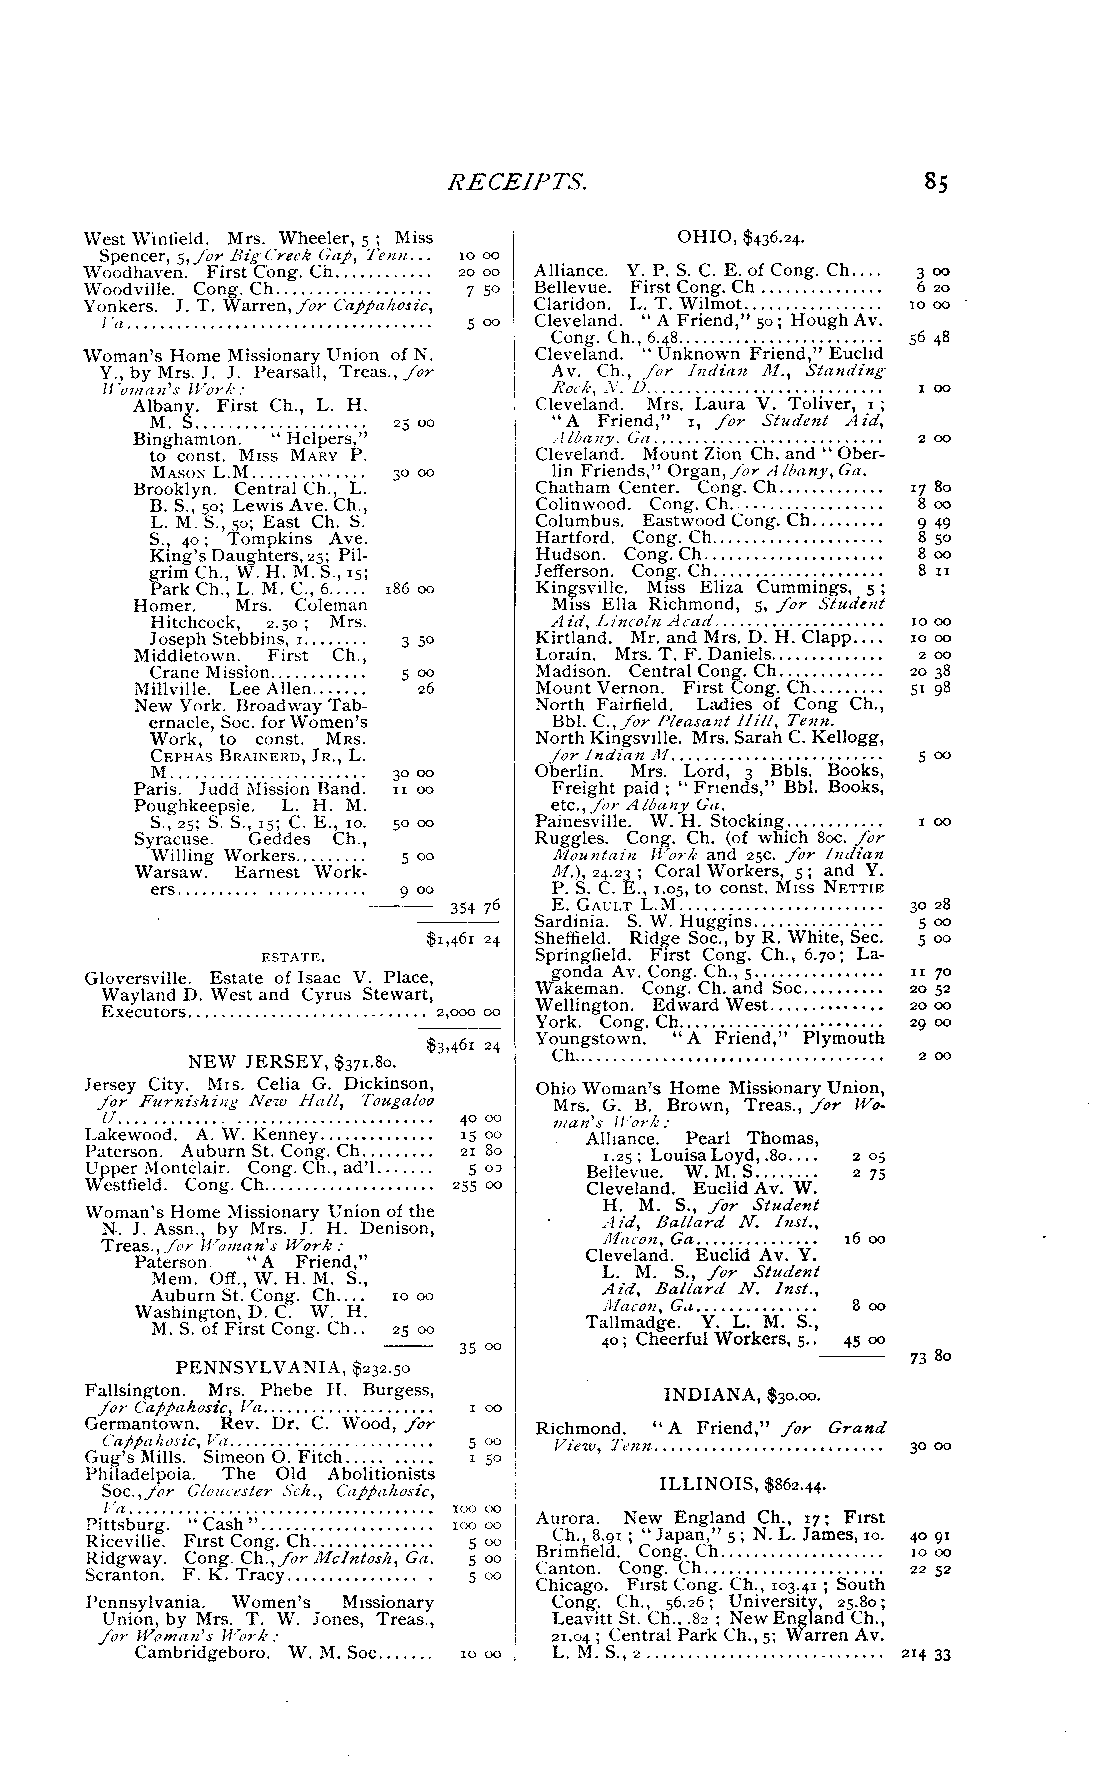 RECEIPTS. 85
West Winfield. Mrs. Wheeler, 5 ; Miss
Spencer, 5, for Big Creek Gap, Tenn... 10 00
Woodhaven. First Cong. Ch............ 20 00
Woodville. Cong. Ch................... 7 50
Yonkers. J. T. Warren, for Cappahosic,
Va..................................... 5 00
Woman's Home Missionary Union of N.
Y., by Mrs. J. J. Pearsall, Treas., for
Woman's Work :
Albany. First Ch., L. H.
M. S..................... 25 00
Binghamton. "Helpers,"
to const. MISS MARY P.
MASON L.M.............. 30 00
Brooklyn. Central Ch., L.
B. S., 50; Lewis Ave. Ch.,
L. M. S., 50; East Ch. S.
S., 40 ; Tompkins Ave.
King's Daughters, 25; Pil-
grim Ch., W. H. M. S., 15;
Park Ch., L. M. C., 6..... 186 00
Homer. Mrs. Coleman
Hitchcock, 2.50 ; Mrs.
Joseph Stebbins, 1........ 3 50
Middletown. First Ch.,
Crane Mission............ 5 00
Millville. Lee Allen....... 26
New York. Broadway Tab-
ernacle, Soc. for Women's
Work, to const. MRS.
CEPHAS BRAINERD, JR., L.
M........................ 30 00
Paris. Judd Mission Band. 11 00
Poughkeepsie. L. H. M.
S., 25; S. S., 15; C. E., 10. 50 00
Syracuse. Geddes Ch.,
Willing Workers......... 5 00
Warsaw. Earnest Work-
ers....................... 9 00
354 76
$1,461 24
ESTATE.
Gloversville. Estate of Isaac V. Place,
Wayland D. West and Cyrus Stewart,
Executors............................. 2,000 00
$3,461 24
NEW JERSEY, $371.80.
Jersey City. Mrs. Celia G. Dickinson,
for Furnishing New Hall, Tougaloo
U...................................... 40 00
Lakewood. A. W. Kenney.............. 15 00
Paterson. Auburn St. Cong. Ch......... 21 80
Upper Montclair. Cong. Ch., ad'l....... 5 00
Westfield. Cong. Ch..................... 255 00
Woman's Home Missionary Union of the
N. J. Assn., by Mrs. J. H. Denison,
Treas., for Woman's Work :
Paterson. "A Friend,"
Mem. Off., W. H. M. S.,
Auburn St. Cong. Ch.... 10 00
Washington, D. C. W. H.
M. S. of First Cong. Ch.. 25 00
35 00
PENNSYLVANIA, $232.50
Fallsington. Mrs. Phebe H. Burgess,
for Cappahosic, Va..................... 1 00
Germantown. Rev. Dr. C. Wood, for
Cappahosic, Va......................... 5 00
Gug's Mills. Simeon O. Fitch........... 1 50
Philadelpoia. The Old Abolitionists
Soc., for Gloucester Sch., Cappahosic,
Va..................................... 100 00
Pittsburg. "Cash"..................... 100 00
Riceville. First Cong. Ch............... 5 00
Ridgway. Cong. Ch., for McIntosh, Ga. 5 00
Scranton. F. K. Tracy................. 5 00
Pennsylvania. Women's Missionary
Union, by Mrs. T. W. Jones, Treas.,
for Woman's Work :
Cambridgeboro. W. M. Soc....... 10 00
OHIO, $436.24.
Alliance. Y. P. S. C. E. of Cong. Ch.... 3 00
Bellevue. First Cong. Ch ............... 6 20
Claridon. L. T. Wilmot................. 10 00
Cleveland. "A Friend," 50 ; Hough Av.
Cong. Ch., 6.48......................... 56 48
Cleveland. "Unknown Friend," Euclid
Av. Ch., for Indian M., Standing
Rock, N. D............................. 1 00
Cleveland. Mrs. Laura V. Toliver, 1 ;
"A Friend," 1, for Student Aid,
Albany. Ga............................ 2 00
Cleveland. Mount Zion Ch. and "Ober-
lin Friends," Organ, for Albany, Ga.
Chatham Center. Cong. Ch............. 17 80
Colinwood. Cong. Ch................... 8 00
Columbus. Eastwood Cong. Ch......... 9 49
Hartford. Cong. Ch..................... 8 50
Hudson. Cong. Ch...................... 8 00
Jefferson. Cong. Ch..................... 8 11
Kingsville. Miss Eliza Cummings, 5 ;
Miss Ella Richmond, 5, for Student
Aid, Lincoln Acad..................... 10 00
Kirtland. Mr. and Mrs. D. H. Clapp.... 10 00
Lorain. Mrs. T. F. Daniels.............. 2 00
Madison. Central Cong. Ch............. 20 38
Mount Vernon. First Cong. Ch......... 51 98
North Fairfield. Ladies of Cong Ch.,
Bbl. C., for Pleasant Hill, Tenn.
North Kingsville. Mrs. Sarah C. Kellogg,
for Indian M........................... 5 00
Oberlin. Mrs. Lord, 3 Bbls. Books,
Freight paid ; "Friends," Bbl. Books,
etc., for Albany Ga.
Painesville. W. H. Stocking............ 1 00
Ruggles. Cong. Ch. (of which 80c. for
Mountain Work and 25c. for Indian
M.), 24.23 ; Coral Workers, 5 ; and Y.
P. S. C. E., 1.05, to const. MISS NETTIE
E. GAULT L.M......................... 30 28
Sardinia. S. W. Huggins................ 5 00
Sheffield. Ridge Soc., by R. White, Sec. 5 00
Springfield. First Cong. Ch., 6.70; La-
gonda Av. Cong. Ch., 5................ 11 70
Wakeman. Cong. Ch. and Soc.......... 20 52
Wellington. Edward West.............. 20 00
York. Cong. Ch......................... 29 00
Youngstown. "A Friend," Plymouth
Ch..................................... 2 00
Ohio Woman's Home Missionary Union,
Mrs. G. B. Brown, Treas., for Wo-
man's Work :
Alliance. Pearl Thomas,
1.25 ; Louisa Loyd, .80.... 2 05
Bellevue. W. M. S........ 2 75
Cleveland. Euclid Av. W.
H. M. S., for Student
Aid, Ballard N. Inst.,
Macon, Ga............... 16 00
Cleveland. Euclid Av. Y.
L. M. S., for Student
Aid, Ballard N. Inst.,
Macon, Ga............... 8 00
Tallmadge. Y. L. M. S.,
40 ; Cheerful Workers, 5.. 45 00
73 80
INDIANA, $30.00.
Richmond. "A Friend," for Grand
View, Tenn............................ 30 00
ILLINOIS, $862.44.
Aurora. New England Ch., 17; First
Ch., 8.91 ; "Japan," 5 ; N. L. James, 10. 40 91
Brimfield. Cong. Ch.................... 10 00
Canton. Cong. Ch...................... 22 52
Chicago. First Cong. Ch., 103.41 ; South
Cong. Ch., 56.26 ; University, 25.80;
Leavitt St. Ch., .82 ; New England Ch.,
21.04 ; Central Park Ch., 5; Warren Av.
L. M. S., 2............................. 214 33